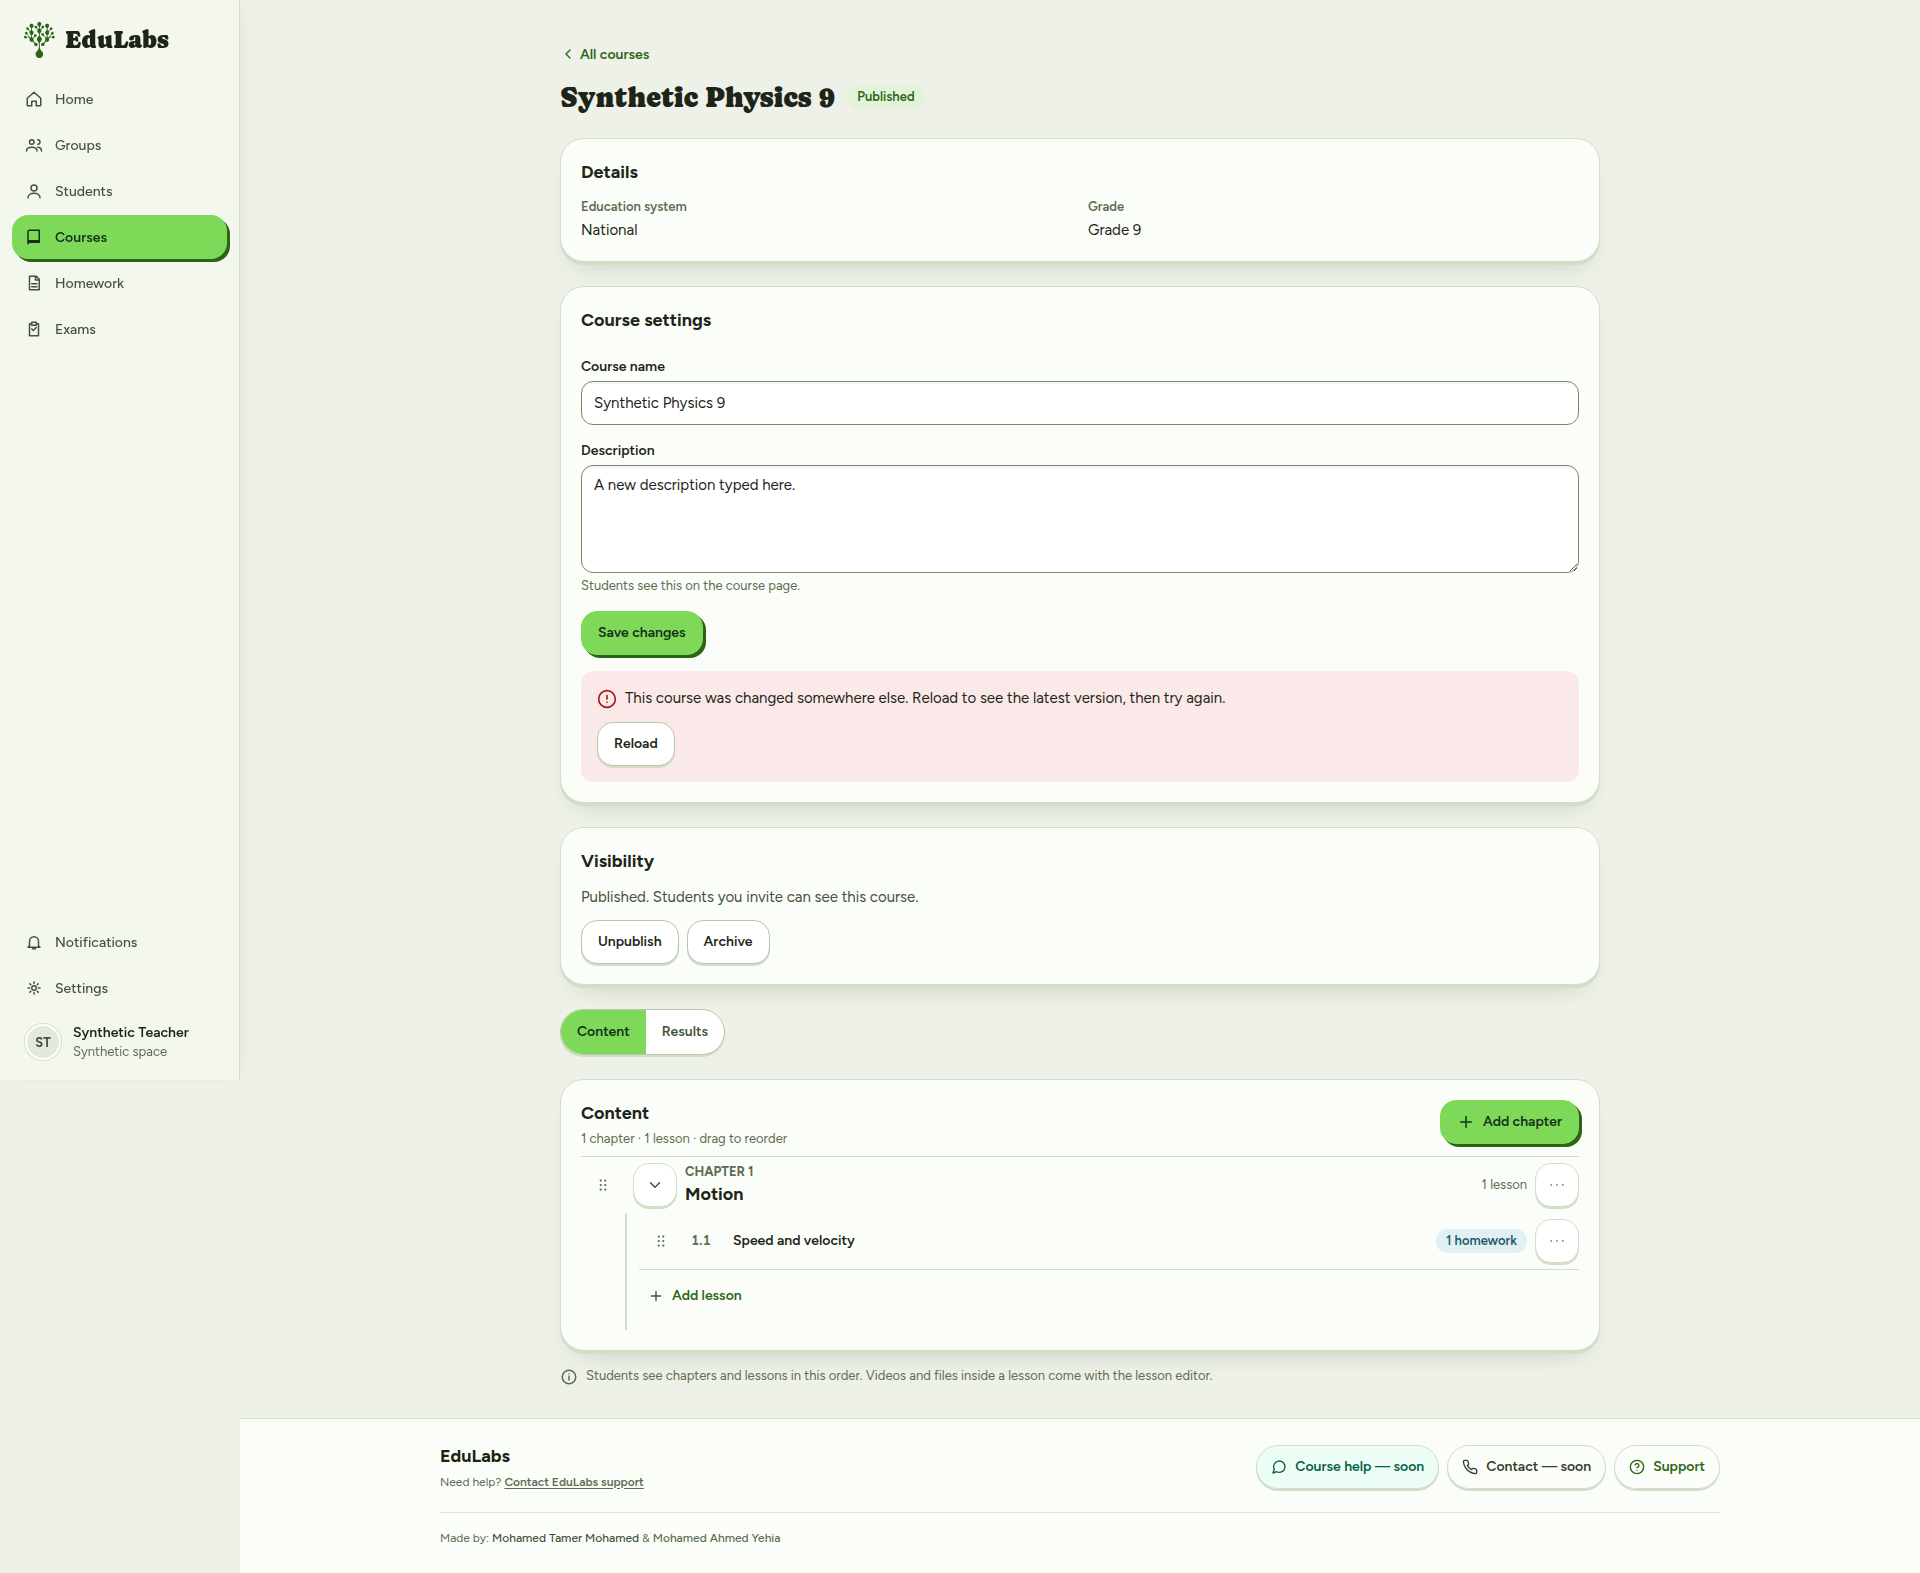 EduLabs
Home
Groups
Students
Courses
Homework
Exams
Notifications
Settings
ST
Synthetic Teacher
Synthetic space
All courses
Synthetic Physics 9
Published
Details
Education system
Grade
National
Grade 9
Course settings
Course name
Synthetic Physics 9
Description
A new description typed here.
Students see this on the course page.
Save changes
This course was changed somewhere else. Reload to see the latest version, then try again.
Reload
Visibility
Published. Students you invite can see this course.
Unpublish
Archive
Content
Results
Content
1 chapter · 1 lesson · drag to reorder
Add chapter
CHAPTER 1
Motion
1 lesson
1.1
Speed and velocity
1 homework
Add lesson
Students see chapters and lessons in this order. Videos and files inside a lesson come with the lesson editor.
EduLabs
Need help? Contact EduLabs support
Course help — soon
Contact — soon
Support
Made by: Mohamed Tamer Mohamed & Mohamed Ahmed Yehia